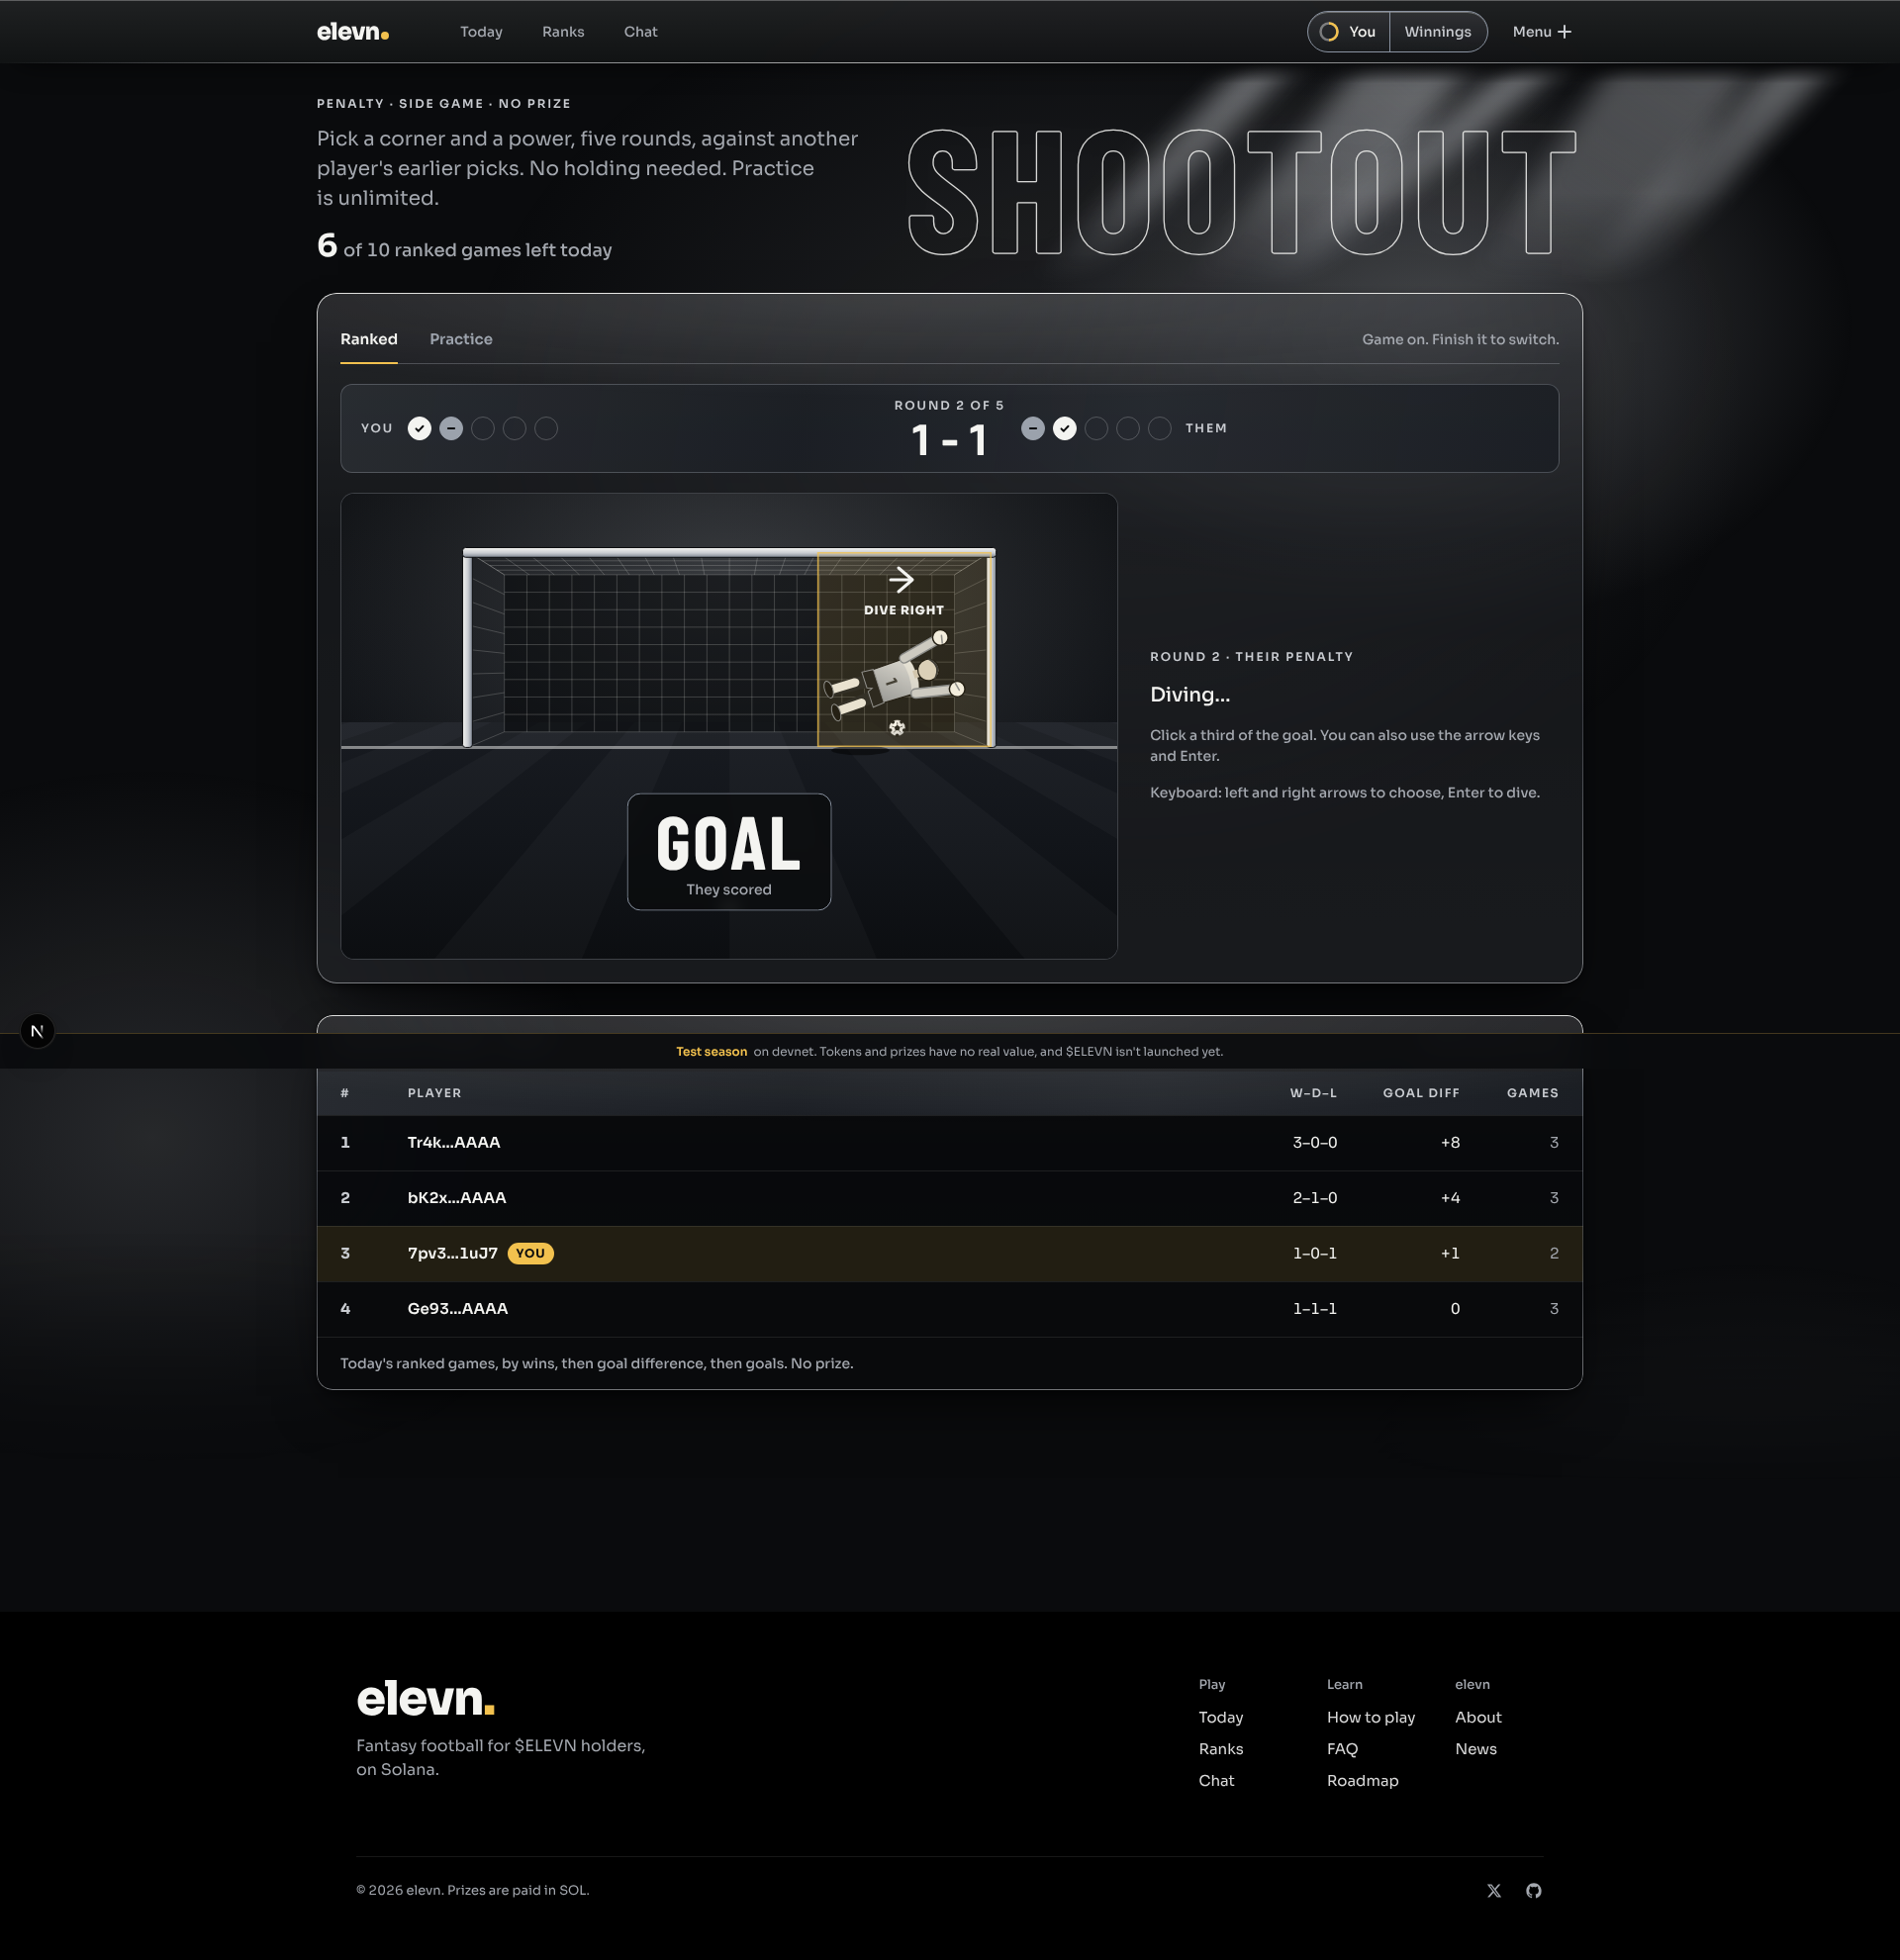 elevn.
Today
Ranks
Chat
You
Winnings
Menu
PENALTY · SIDE GAME · NO PRIZE
Pick a corner and a power, five rounds, against another
player's earlier picks. No holding needed. Practice
is unlimited.
6 of 10 ranked games left today
SHOOTOUT
Ranked
Practice
Game on. Finish it to switch.
YOU
ROUND 2 OF 5
1 - 1
THEM
DIVE RIGHT
1
GOAL
They scored
ROUND 2 · THEIR PENALTY
Diving...
Click a third of the goal. You can also use the arrow keys
and Enter.
Keyboard: left and right arrows to choose, Enter to dive.
N
Test season on devnet. Tokens and prizes have no real value, and $ELEVN isn't launched yet.
# PLAYER W–D–L GOAL DIFF GAMES
1 Tr4k...AAAA 3–0–0 +8 3
2 bK2x...AAAA 2–1–0 +4 3
3 7pv3...1uJ7 YOU 1–0–1 +1 2
4 Ge93...AAAA 1–1–1 0 3
Today's ranked games, by wins, then goal difference, then goals. No prize.
elevn.
Fantasy football for $ELEVN holders,
on Solana.
Play
Today
Ranks
Chat
Learn
How to play
FAQ
Roadmap
elevn
About
News
© 2026 elevn. Prizes are paid in SOL.